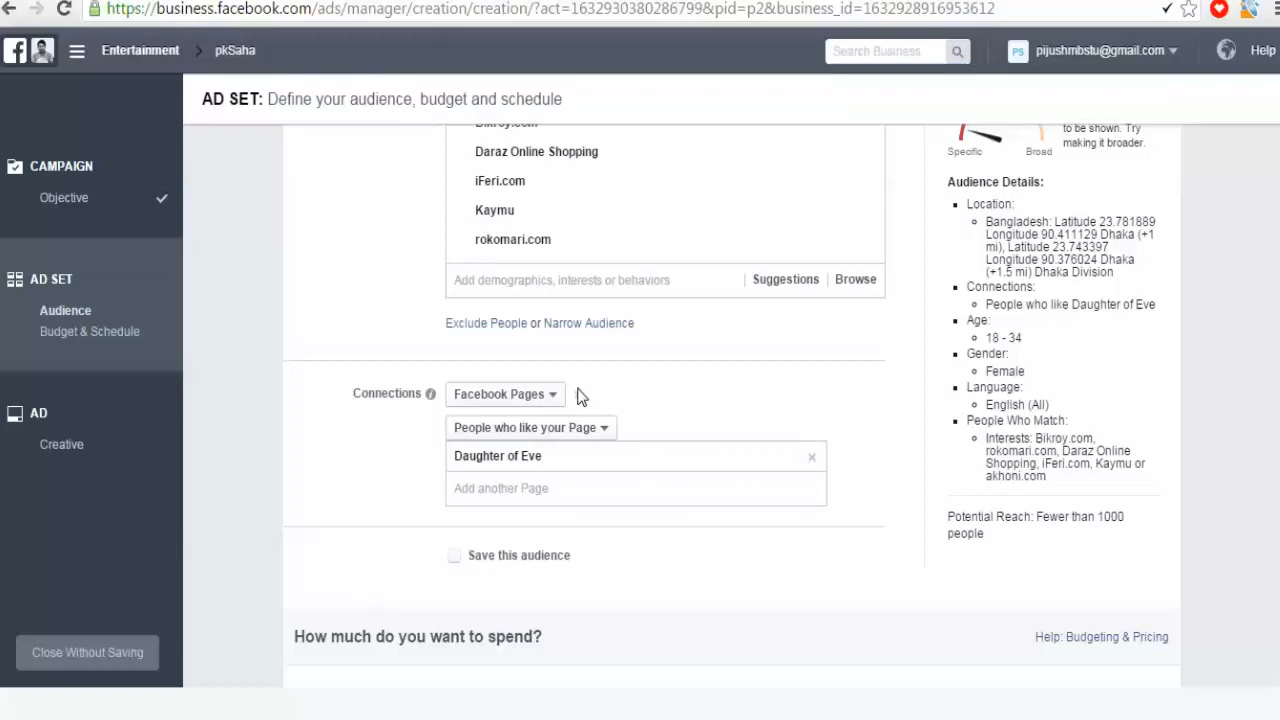 https://business.facebook.com/ads/manager/creation/creation/?act=1632930380286799&pid=p2&business_id=1632928916953612
Entertainment > pkSaha
Search Business
PS pijushmbstu@gmail.com
Help
AD SET: Define your audience, budget and schedule
CAMPAIGN
Objective
AD SET
Audience
Budget & Schedule
AD
Creative
Close Without Saving
Bikroy.com
Daraz Online Shopping
iFeri.com
Kaymu
rokomari.com
Add demographics, interests or behaviors
Suggestions
Browse
Exclude People or Narrow Audience
Connections
Facebook Pages
People who like your Page
Daughter of Eve
Add another Page
Save this audience
How much do you want to spend?
Help: Budgeting & Pricing
Specific
Broad
to be shown. Try
making it broader.
Audience Details:
Location:
Bangladesh: Latitude 23.781889
Longitude 90.411129 Dhaka (+1
mi), Latitude 23.743397
Longitude 90.376024 Dhaka
(+1.5 mi) Dhaka Division
Connections:
People who like Daughter of Eve
Age:
18 - 34
Gender:
Female
Language:
English (All)
People Who Match:
Interests: Bikroy.com,
rokomari.com, Daraz Online
Shopping, iFeri.com, Kaymu or
akhoni.com
Potential Reach: Fewer than 1000
people